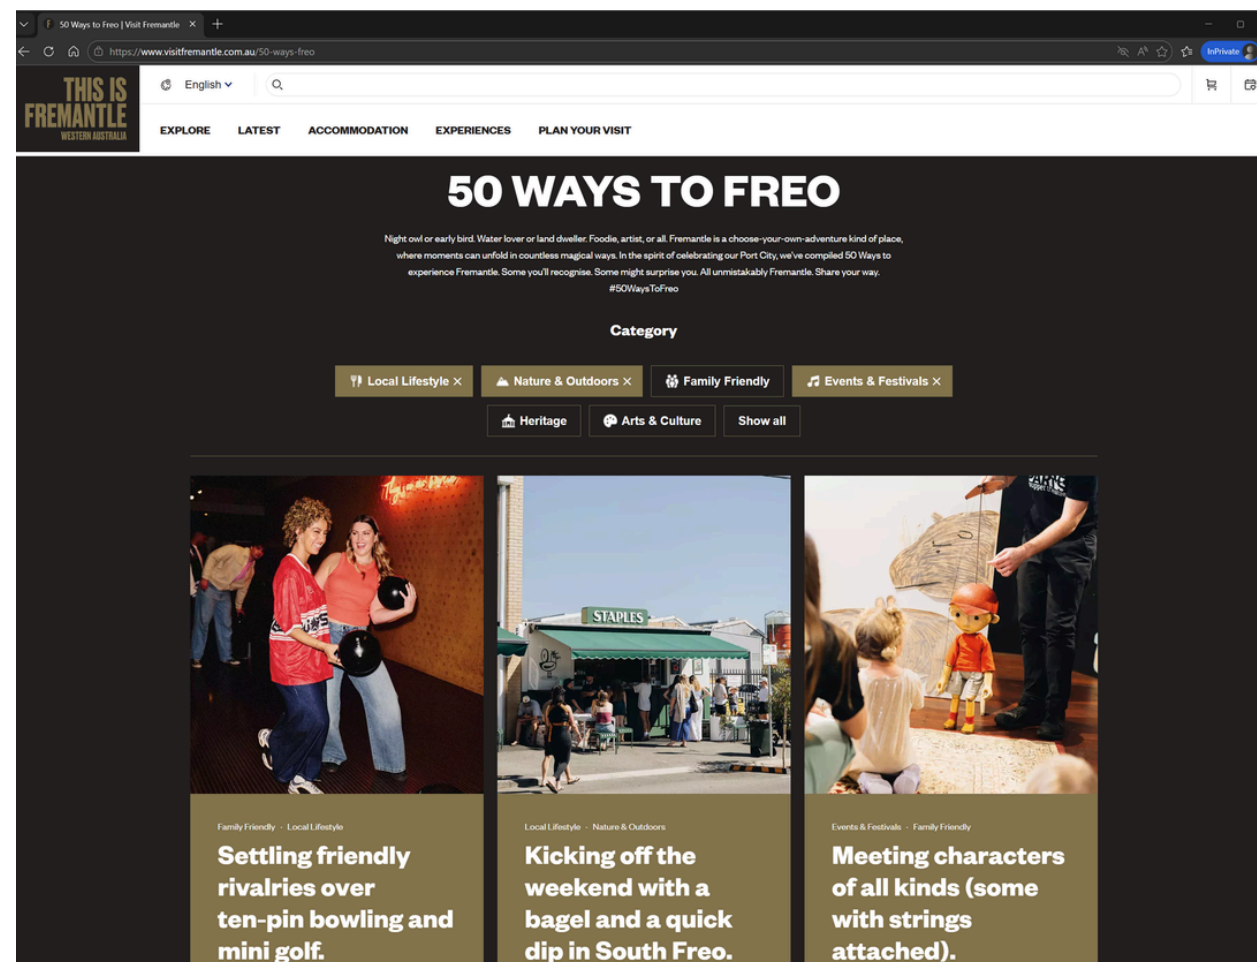 50 Ways to Freo | Visit Fremantle
https://www.visitfremantle.com.au/50-ways-freo
InPrivate
THIS IS
FREMANTLE
WESTERN AUSTRALIA
English
EXPLORE LATEST ACCOMMODATION EXPERIENCES PLAN YOUR VISIT
50 WAYS TO FREO
Night owl or early bird. Water lover or land dweller. Foodie, artist, or all. Fremantle is a choose-your-own-adventure kind of place,
where moments can unfold in countless magical ways. In the spirit of celebrating our Port City, we've compiled 50 Ways to
experience Fremantle. Some you'll recognise. Some might surprise you. All unmistakably Fremantle. Share your way.
#50WaysToFreo
Category
Local Lifestyle × Nature & Outdoors × Family Friendly Events & Festivals ×
Heritage Arts & Culture Show all
STAPLES
Family Friendly · Local Lifestyle
Settling friendly
rivalries over
ten-pin bowling and
mini golf.
Local Lifestyle · Nature & Outdoors
Kicking off the
weekend with a
bagel and a quick
dip in South Freo.
Events & Festivals · Family Friendly
Meeting characters
of all kinds (some
with strings
attached).